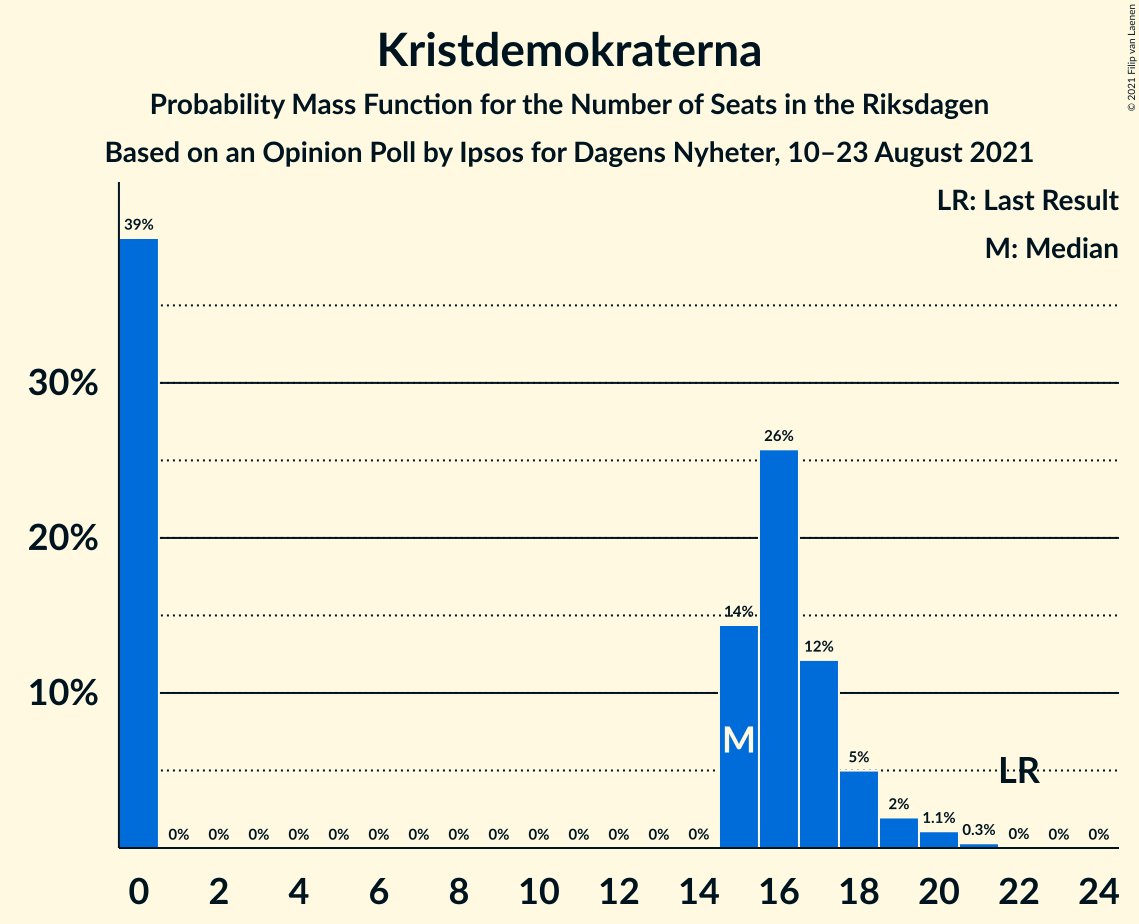 © 2021 Filip van Laenen
Kristdemokraterna
Probability Mass Function for the Number of Seats in the Riksdagen
Based on an Opinion Poll by Ipsos for Dagens Nyheter, 10–23 August 2021
LR: Last Result
M: Median
39%
30%
26%
20%
14%
12%
10%
M
5%
LR
2%
1.1%
0.3%
0% 0% 0% 0% 0% 0% 0% 0% 0% 0% 0% 0% 0% 0% 0% 0% 0%
0 2 4 6 8 10 12 14 16 18 20 22 24